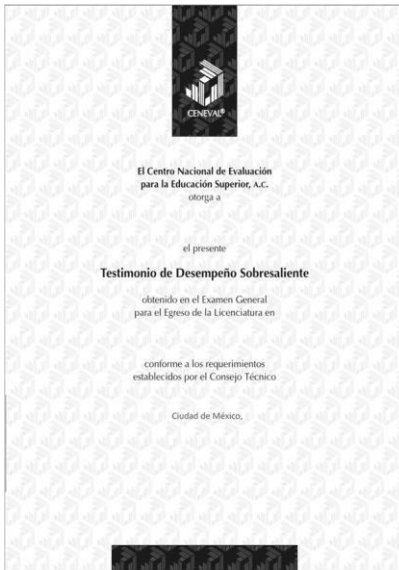 CENEVAL®
El Centro Nacional de Evaluación
para la Educación Superior, A.C.
otorga a
el presente
Testimonio de Desempeño Sobresaliente
obtenido en el Examen General
para el Egreso de la Licenciatura en
conforme a los requerimientos
establecidos por el Consejo Técnico
Ciudad de México,